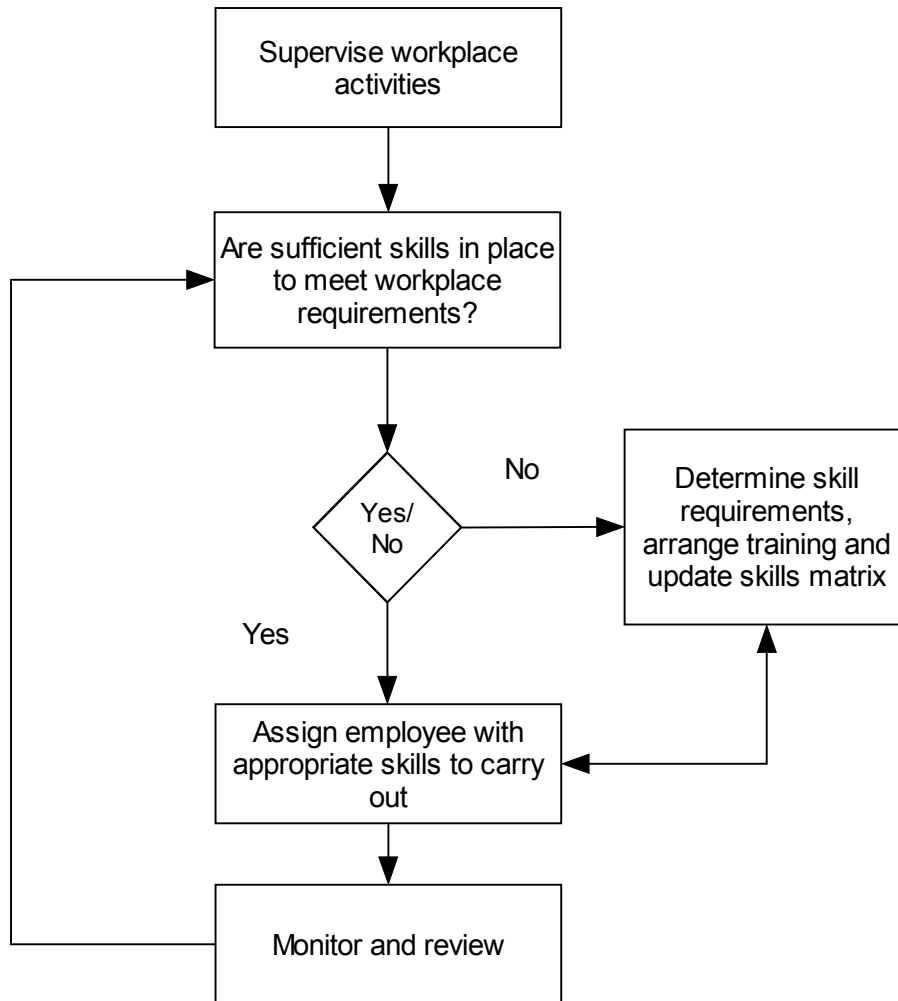 Supervise workplace
activities
Are sufficient skills in place
to meet workplace
requirements?
No
Yes/
No
Determine skill
requirements,
arrange training and
update skills matrix
Yes
Assign employee with
appropriate skills to carry
out
Monitor and review